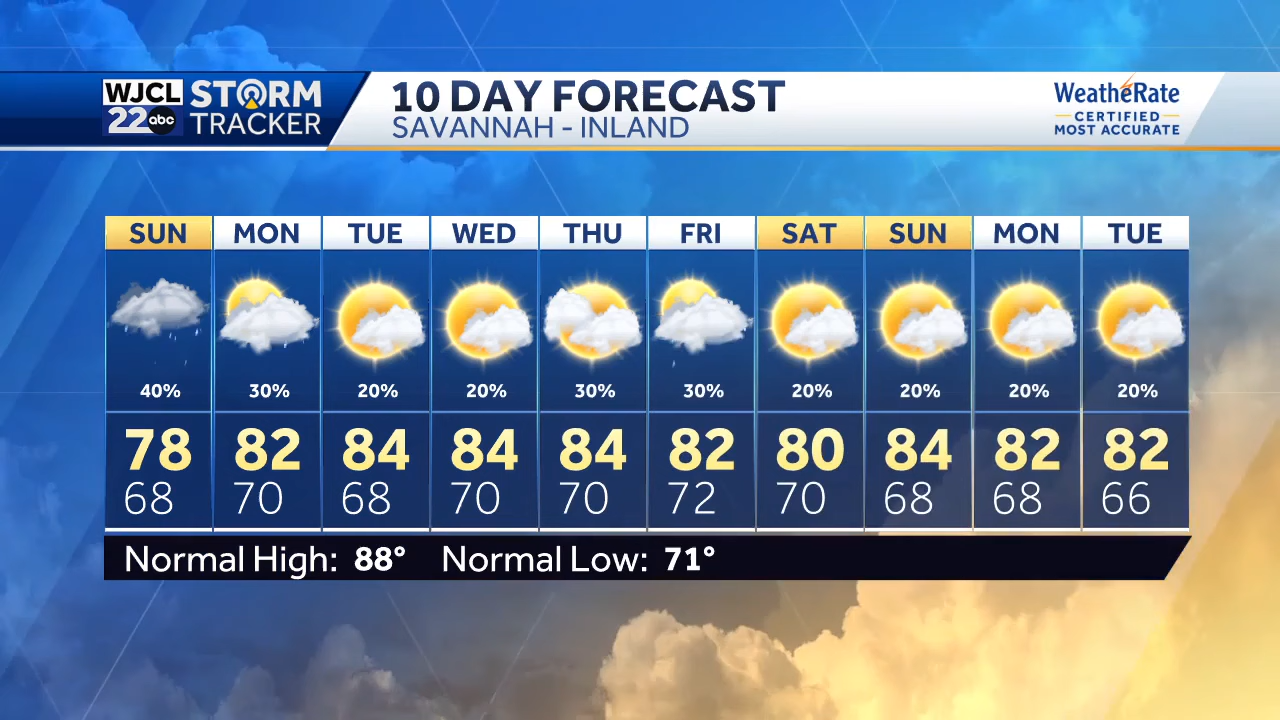 WJCL
22 abc
STORM
TRACKER
10 DAY FORECAST
SAVANNAH - INLAND
WeatheRate
CERTIFIED
MOST ACCURATE
SUN MON TUE WED THU FRI SAT SUN MON TUE
40% 30% 20% 20% 30% 30% 20% 20% 20% 20%
78 82 84 84 84 82 80 84 82 82
68 70 68 70 70 72 70 68 68 66
Normal High: 88° Normal Low: 71°